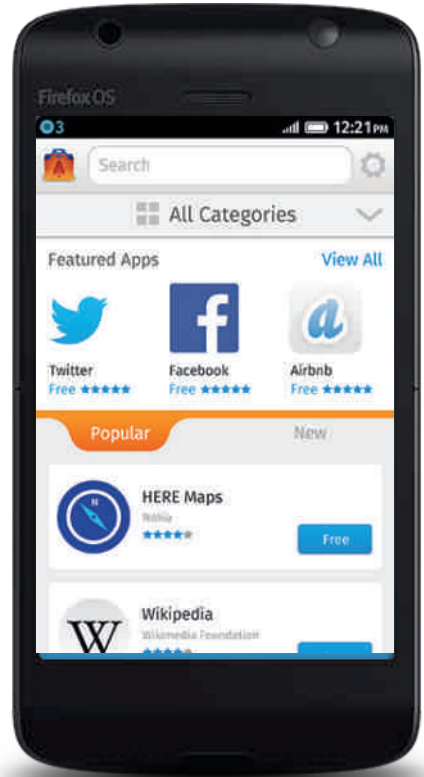 Firefox OS
3 12:21 PM
Search
All Categories
Featured Apps View All
Twitter Facebook Airbnb
Free Free Free
Popular New
HERE Maps
Nokia
Free
Wikipedia
Wikimedia Foundation